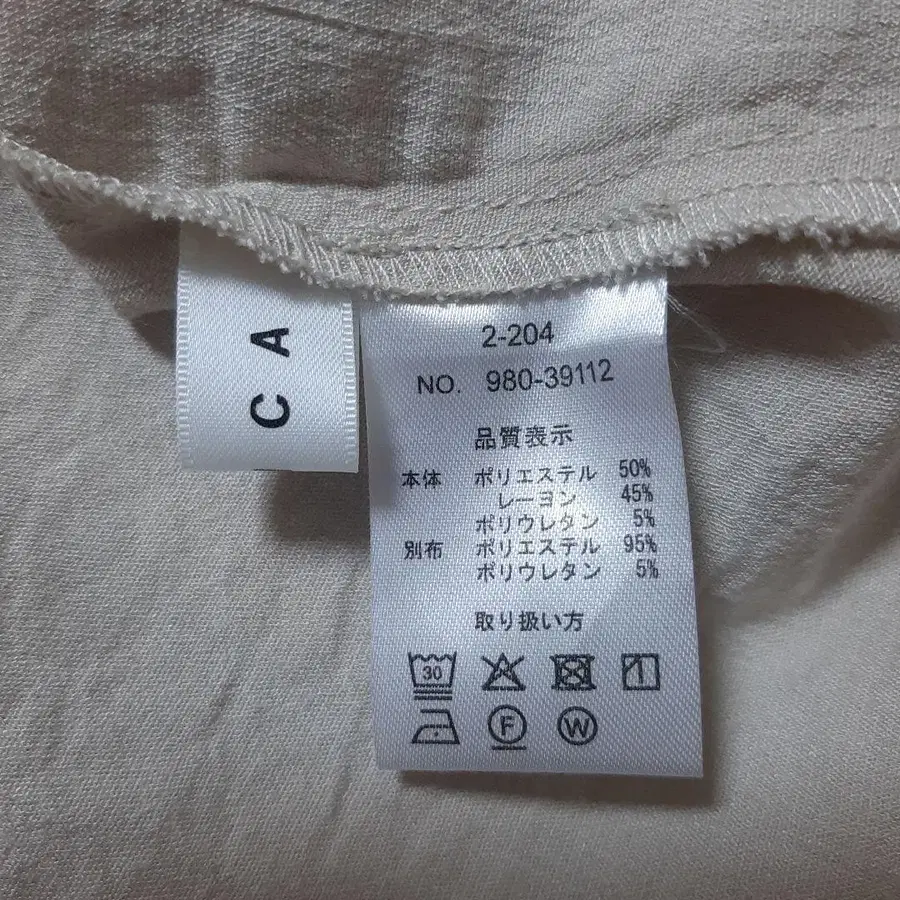 C A
2-204
NO. 980-39112
品質表示
本体 ポリエステル 50%
レーヨン 45%
ポリウレタン 5%
別布 ポリエステル 95%
ポリウレタン 5%
取り扱い方
30
F W